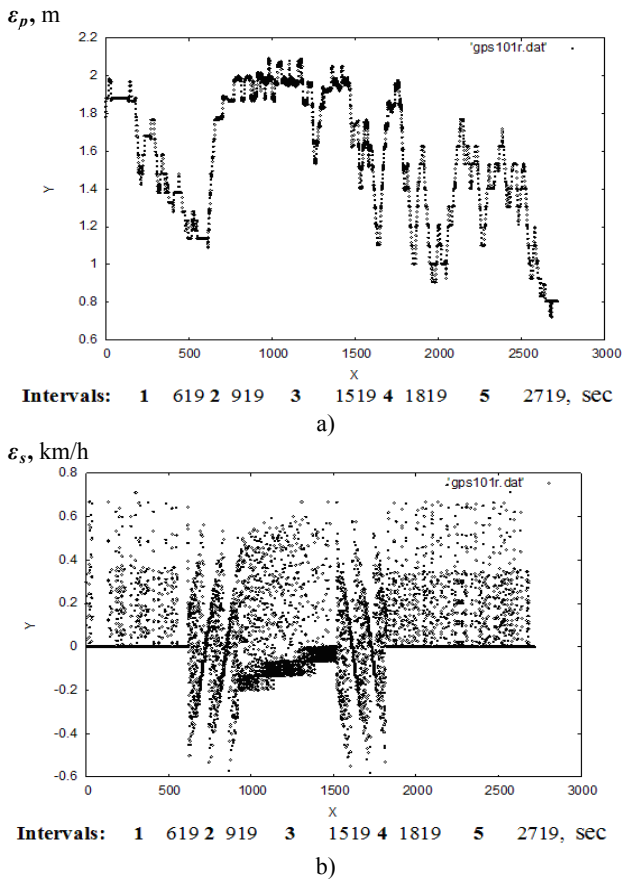 εp, m
2.2
'gps101r.dat'
2
1.8
1.6
1.4
Y
1.2
1
0.8
0.6
0 500 1000 1500 2000 2500 3000
X
Intervals: 1 619 2 919 3 1519 4 1819 5 2719, sec
a)
εs, km/h
0.8
'gps101r.dat'
0.6
0.4
0.2
Y
0
-0.2
-0.4
-0.6
0 500 1000 1500 2000 2500 3000
X
Intervals: 1 619 2 919 3 1519 4 1819 5 2719, sec
b)